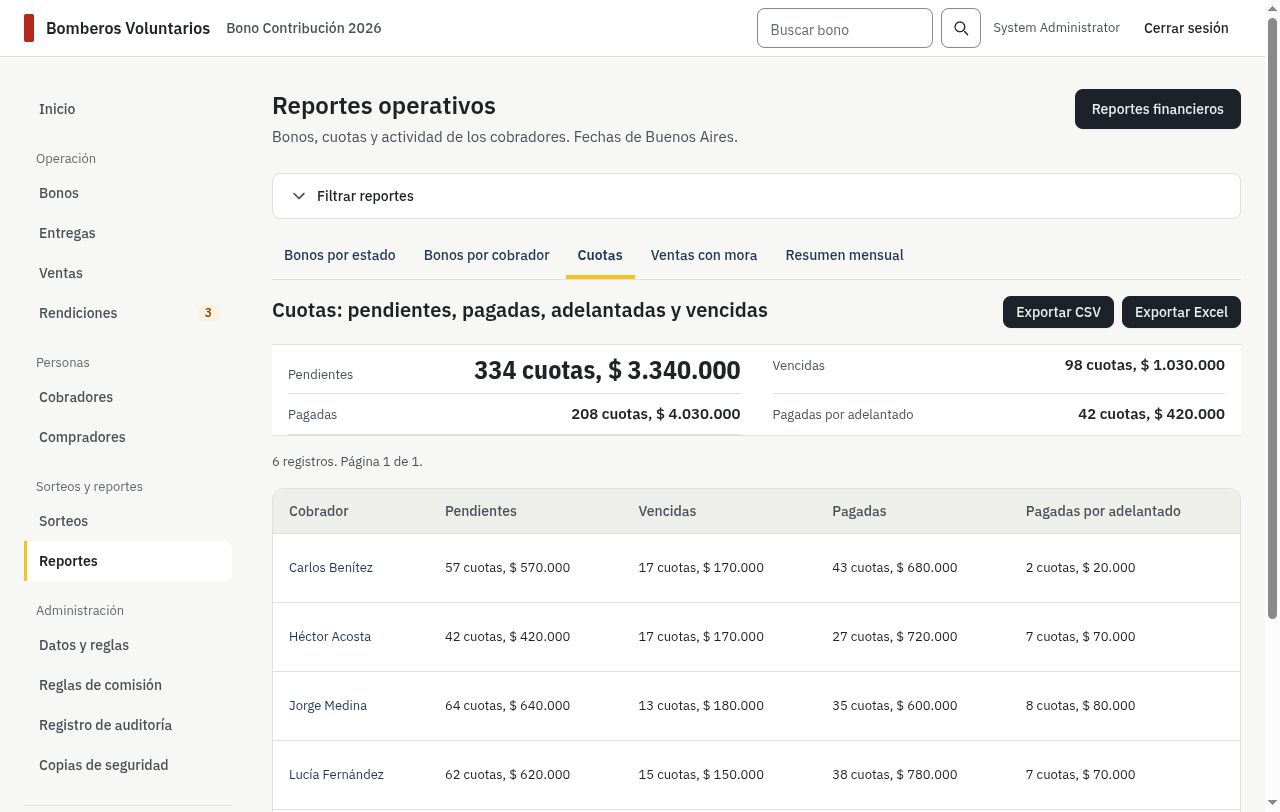 Bomberos Voluntarios Bono Contribución 2026 Buscar bono System Administrator Cerrar sesión
Inicio
Operación
Bonos
Entregas
Ventas
Rendiciones 3
Personas
Cobradores
Compradores
Sorteos y reportes
Sorteos
Reportes
Administración
Datos y reglas
Reglas de comisión
Registro de auditoría
Copias de seguridad
Reportes operativos
Bonos, cuotas y actividad de los cobradores. Fechas de Buenos Aires.
Reportes financieros
Filtrar reportes
Bonos por estado Bonos por cobrador Cuotas Ventas con mora Resumen mensual
Cuotas: pendientes, pagadas, adelantadas y vencidas
Exportar CSV Exportar Excel
Pendientes 334 cuotas, $ 3.340.000 Vencidas 98 cuotas, $ 1.030.000
Pagadas 208 cuotas, $ 4.030.000 Pagadas por adelantado 42 cuotas, $ 420.000
6 registros. Página 1 de 1.
Cobrador Pendientes Vencidas Pagadas Pagadas por adelantado
Carlos Benítez 57 cuotas, $ 570.000 17 cuotas, $ 170.000 43 cuotas, $ 680.000 2 cuotas, $ 20.000
Héctor Acosta 42 cuotas, $ 420.000 17 cuotas, $ 170.000 27 cuotas, $ 720.000 7 cuotas, $ 70.000
Jorge Medina 64 cuotas, $ 640.000 13 cuotas, $ 180.000 35 cuotas, $ 600.000 8 cuotas, $ 80.000
Lucía Fernández 62 cuotas, $ 620.000 15 cuotas, $ 150.000 38 cuotas, $ 780.000 7 cuotas, $ 70.000